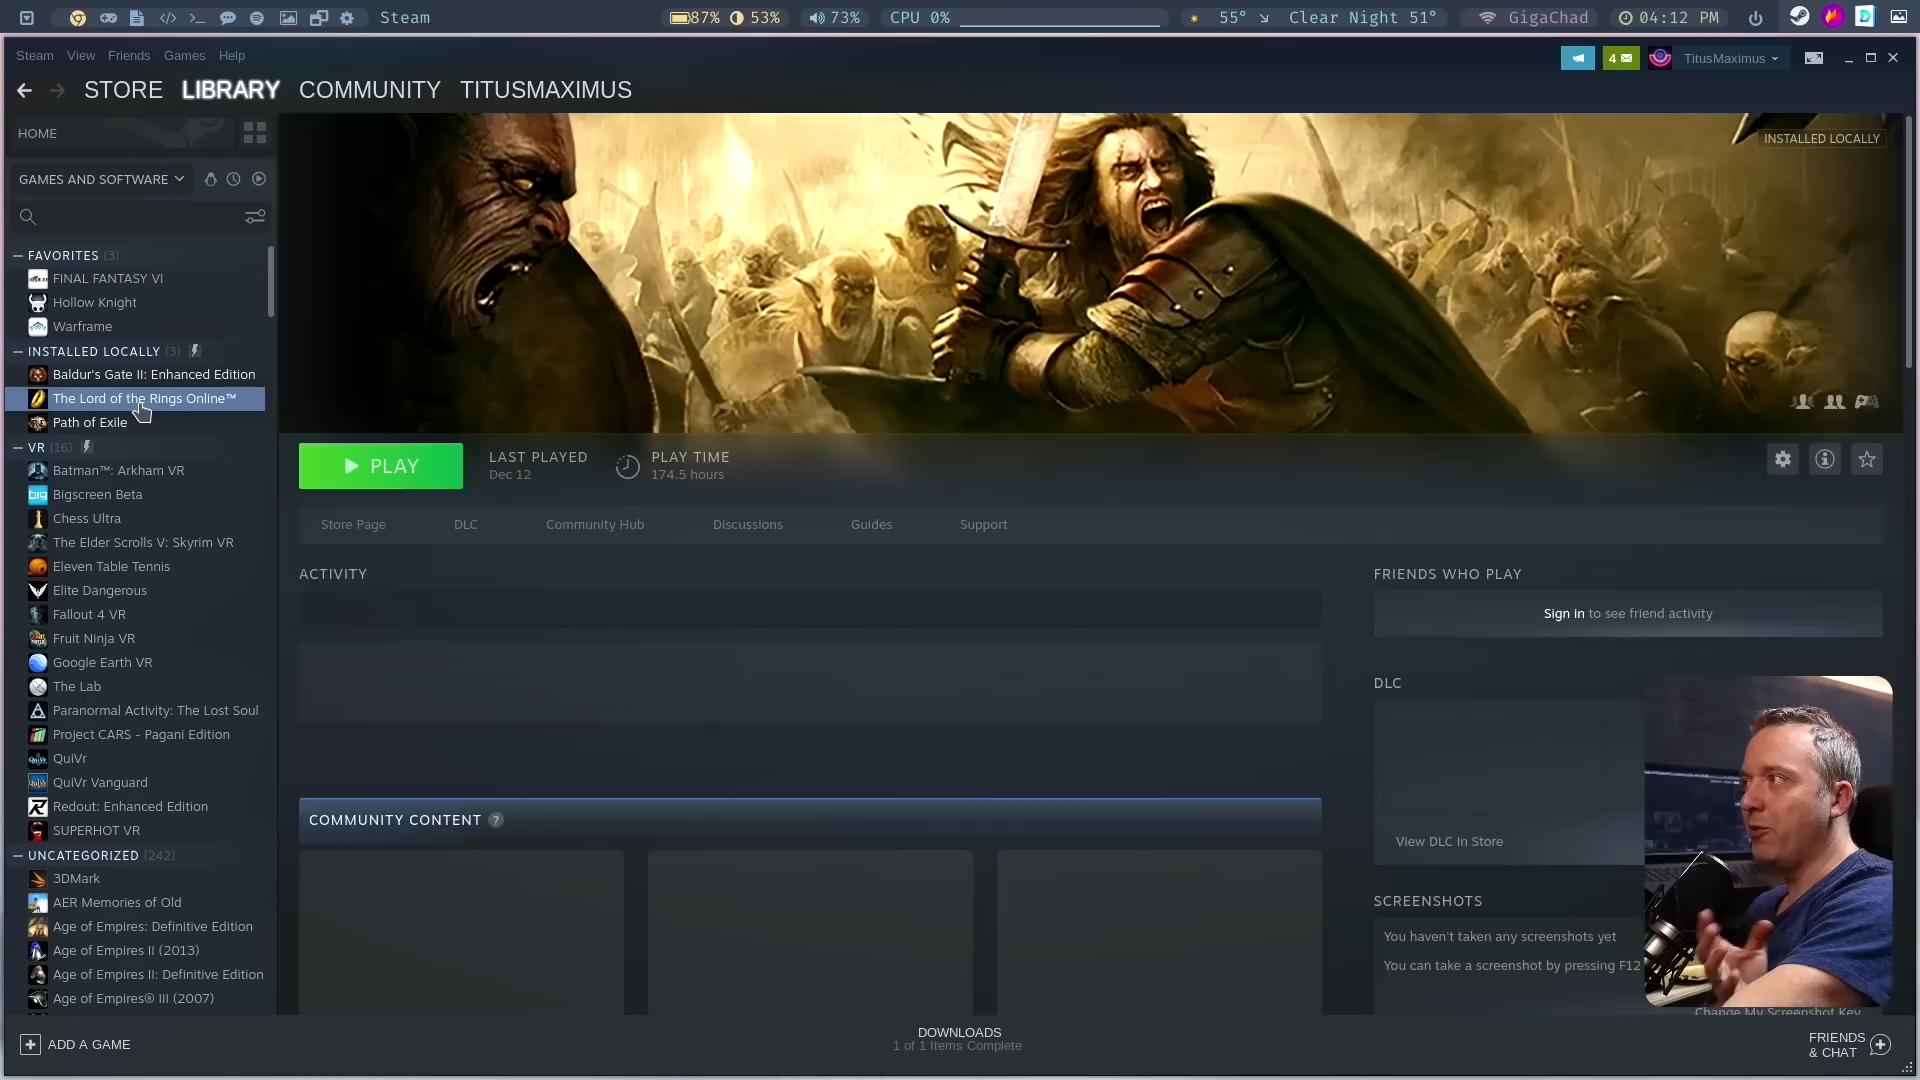 Steam
87%
53%
73%
CPU 0%
55°
Clear Night 51°
GigaChad
04:12 PM
Steam View Friends Games Help
4
TitusMaximus
STORE LIBRARY COMMUNITY TITUSMAXIMUS
HOME
INSTALLED LOCALLY
GAMES AND SOFTWARE
FAVORITES (3)
FINAL FANTASY VI
Hollow Knight
Warframe
INSTALLED LOCALLY (3)
Baldur's Gate II: Enhanced Edition
The Lord of the Rings Online™
Path of Exile
VR (16)
Batman™: Arkham VR
Bigscreen Beta
Chess Ultra
The Elder Scrolls V: Skyrim VR
Eleven Table Tennis
Elite Dangerous
Fallout 4 VR
Fruit Ninja VR
Google Earth VR
The Lab
Paranormal Activity: The Lost Soul
Project CARS - Pagani Edition
QuiVr
QuiVr Vanguard
Redout: Enhanced Edition
SUPERHOT VR
UNCATEGORIZED (242)
3DMark
AER Memories of Old
Age of Empires: Definitive Edition
Age of Empires II (2013)
Age of Empires II: Definitive Edition
Age of Empires® III (2007)
PLAY
LAST PLAYED
Dec 12
PLAY TIME
174.5 hours
Store Page DLC Community Hub Discussions Guides Support
ACTIVITY
COMMUNITY CONTENT ?
FRIENDS WHO PLAY
Sign in to see friend activity
DLC
View DLC In Store
SCREENSHOTS
You haven't taken any screenshots yet
You can take a screenshot by pressing F12
Change My Screenshot Key
ADD A GAME
DOWNLOADS
1 of 1 Items Complete
FRIENDS
& CHAT